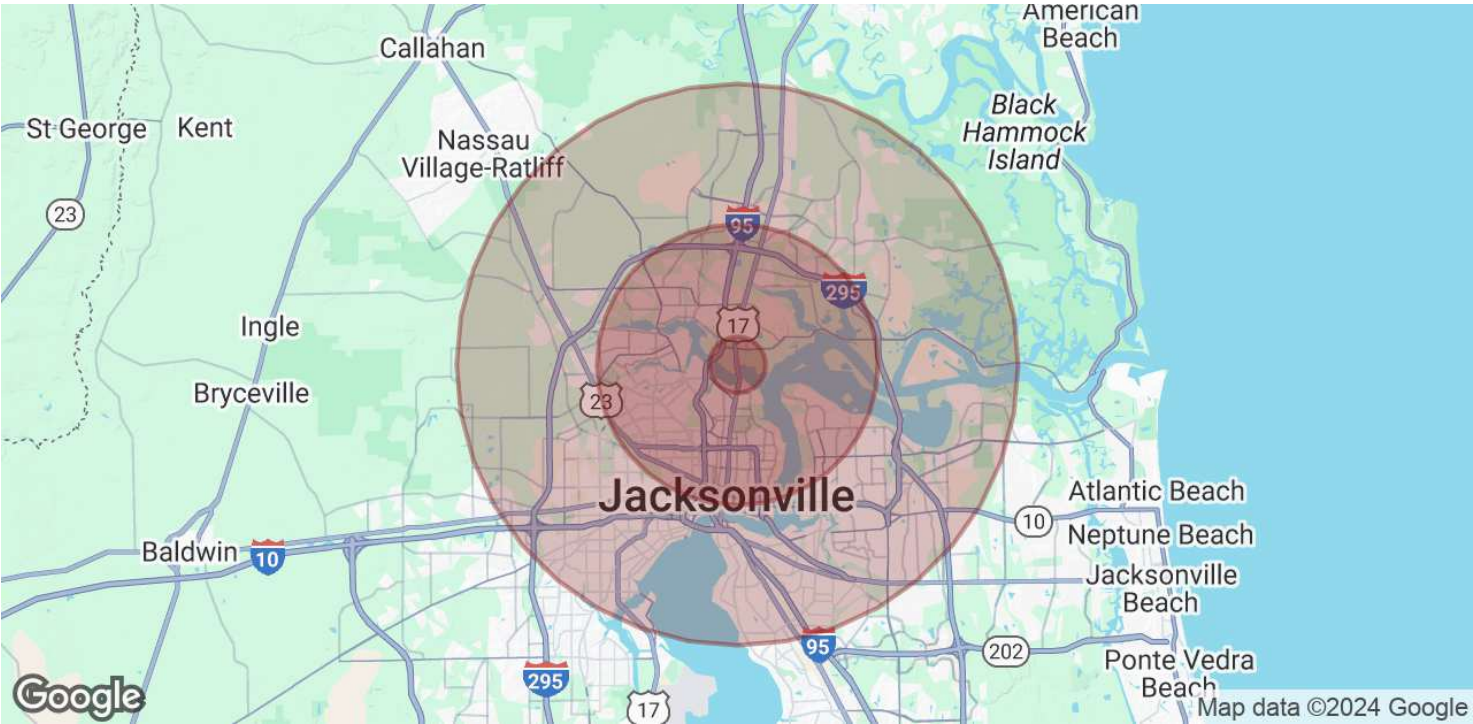 American
Beach
Callahan
Black
Hammock
Island
St George
Kent
Nassau
Village-Ratliff
23
95
295
17
Ingle
Bryceville
23
Jacksonville
Atlantic Beach
10
Neptune Beach
Baldwin
10
Jacksonville
Beach
95
202
Ponte Vedra
Beach
295
17
Google
Map data ©2024 Google